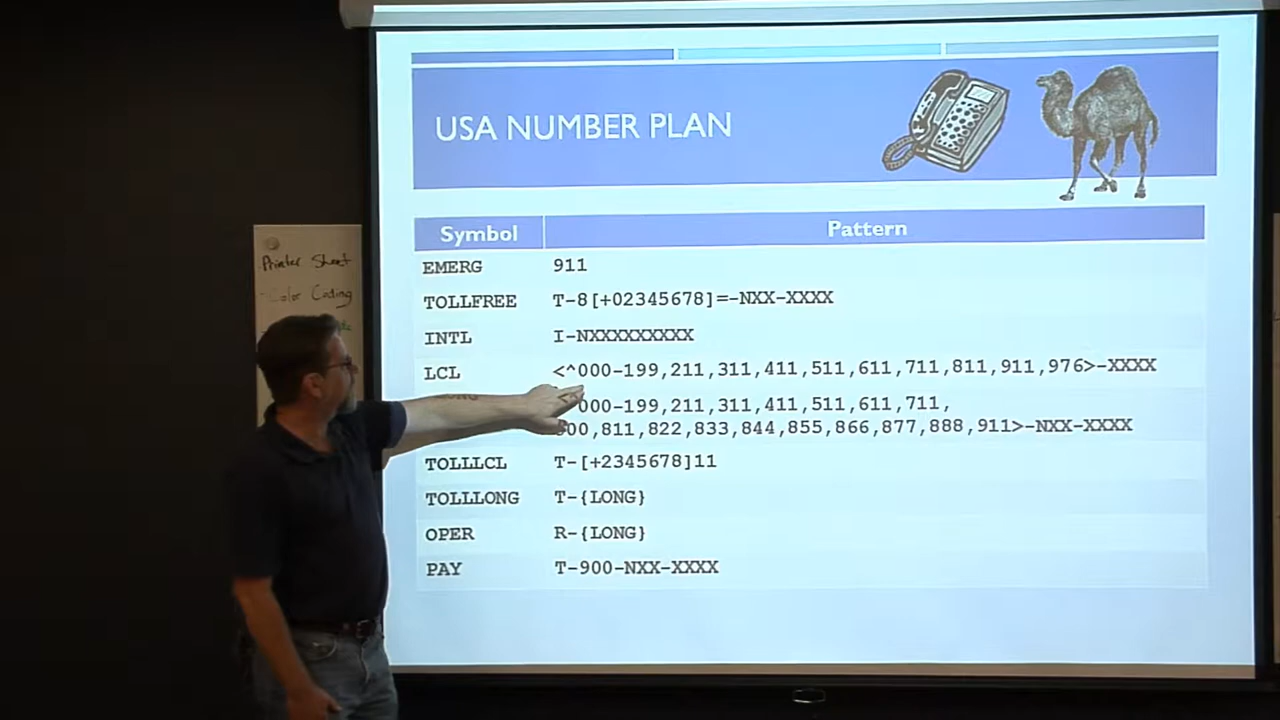 USA NUMBER PLAN
Symbol Pattern
EMERG 911
TOLLFREE T-8[+02345678]=-NXX-XXXX
INTL I-NXXXXXXXXX
LCL <^000-199,211,311,411,511,611,711,811,911,976>-XXXX
000-199,211,311,411,511,611,711,
00,811,822,833,844,855,866,877,888,911>-NXX-XXXX
TOLLLCL T-[+2345678]11
TOLLLONG T-{LONG}
OPER R-{LONG}
PAY T-900-NXX-XXXX
Printer Sheet
Color Coding